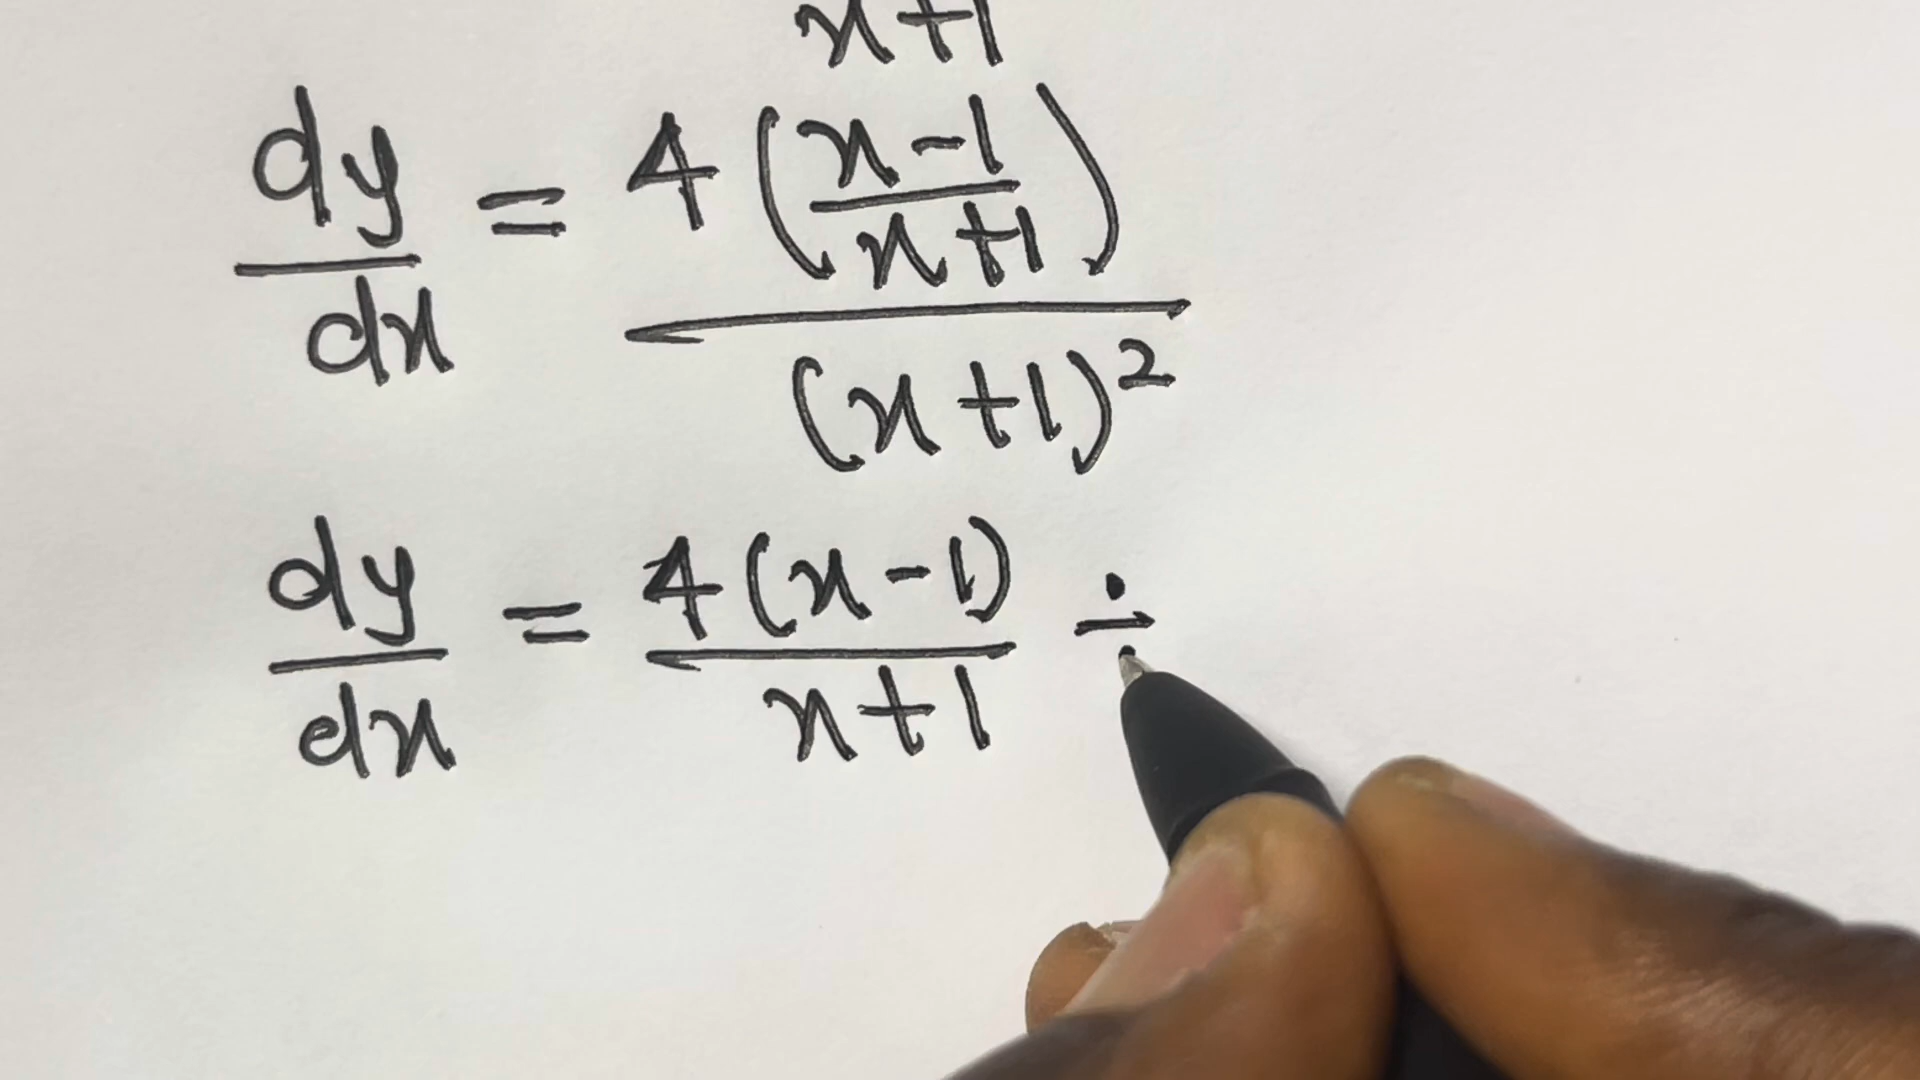 x+1
dy/dx = 4(x-1/x+1)/(x+1)²
dy/dx = 4(x-1)/x+1 ÷